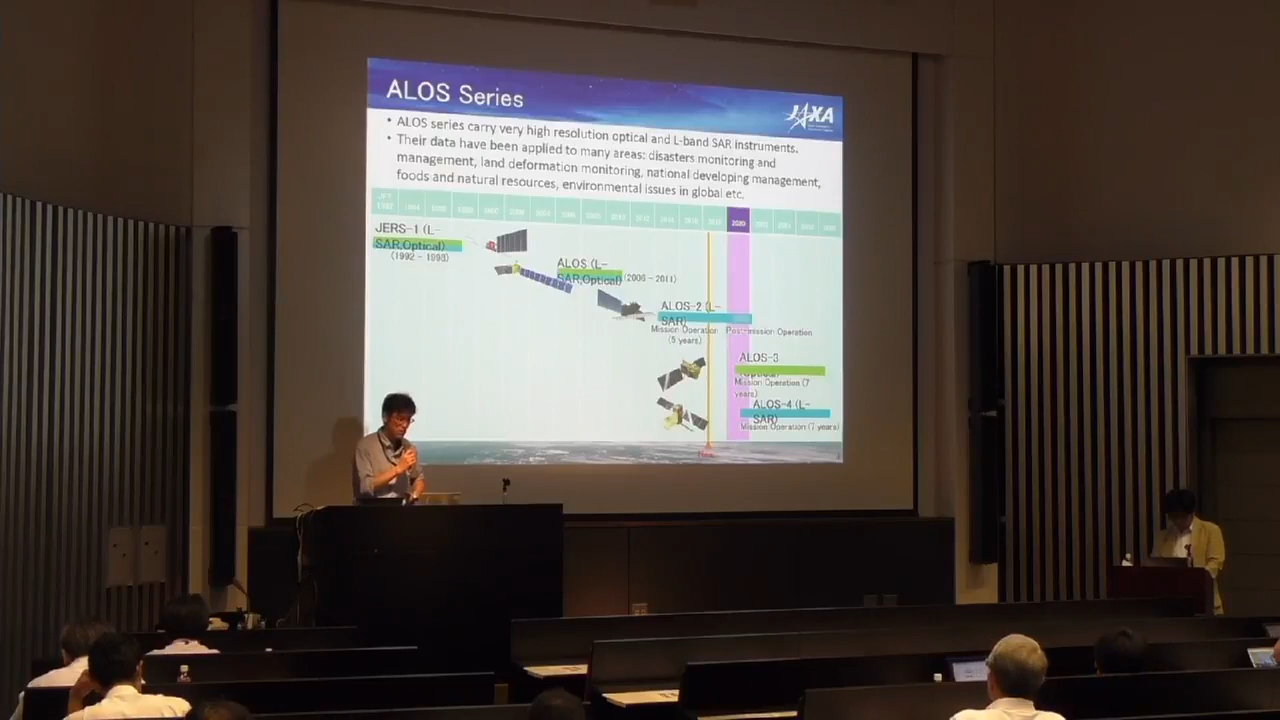 ALOS Series
JAXA
• ALOS series carry very high resolution optical and L-band SAR instruments.
• Their data have been applied to many areas: disasters monitoring and
management, land deformation monitoring, national developing management,
foods and natural resources, environmental issues in global etc.
2020
JERS-1 (L-
SAR,Optical)
(1992 - 1998)
ALOS (L-
SAR,Optical) (2006 - 2011)
ALOS-2 (L-
SAR)
Mission Operation
(5 years)
Post-mission Operation
ALOS-3
Mission Operation (7
years)
ALOS-4 (L-
SAR)
Mission Operation (7 years)
Now